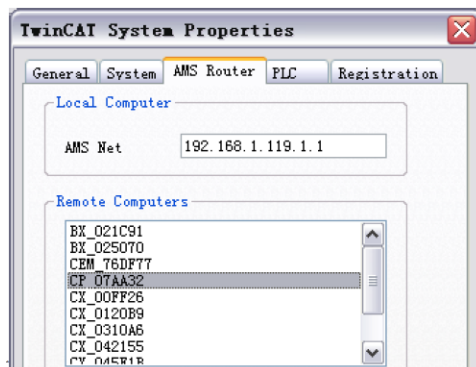 TwinCAT System Properties
General System AMS Router PLC Registration
Local Computer
AMS Net 192.168.1.119.1.1
Remote Computers
BX_021C91
BX_025070
CEM_76DF77
CP_07AA32
CX_00FF26
CX_0120B9
CX_0310A6
CX_042155
CX_045F1B